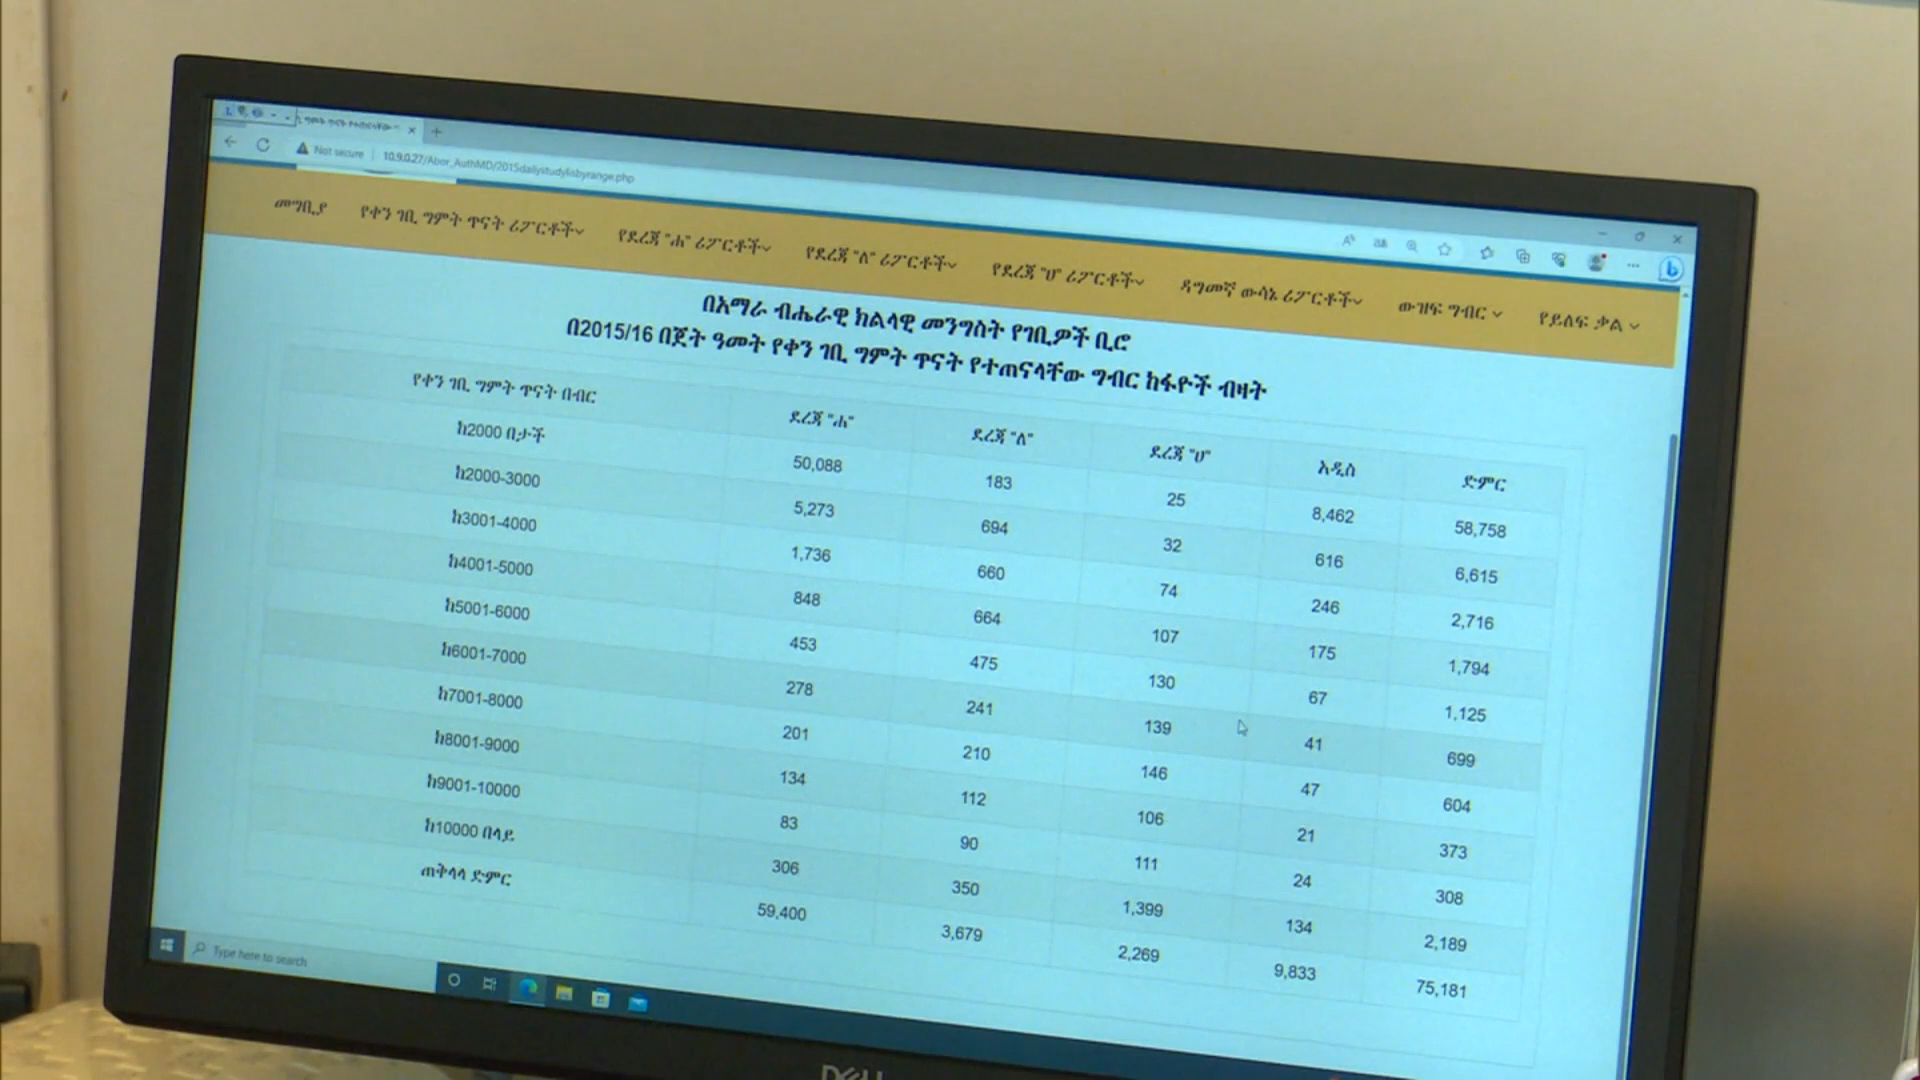 Not secure 10.9.0.27/Abor_AuthMD/2015dailystudylisbyrange.php
መግቢያ የቀን ገቢ ግምት ጥናት ሪፖርቶች የደረጃ "ሐ" ሪፖርቶች የደረጃ "ለ" ሪፖርቶች የደረጃ "ሀ" ሪፖርቶች ዳግመኛ ውሳኔ ሪፖርቶች ውዝፍ ግብር የይለፍ ቃል
በአማራ ብሔራዊ ክልላዊ መንግስት የገቢዎች ቢሮ
በ2015/16 በጀት ዓመት የቀን ገቢ ግምት ጥናት የተጠናላቸው ግብር ከፋዮች ብዛት
የቀን ገቢ ግምት ጥናት በብር ደረጃ "ሐ" ደረጃ "ለ" ደረጃ "ሀ" አዲስ ድምር
ከ2000 በታች 50,088 183 25 8,462 58,758
ከ2000-3000 5,273 694 32 616 6,615
ከ3001-4000 1,736 660 74 246 2,716
ከ4001-5000 848 664 107 175 1,794
ከ5001-6000 453 475 130 67 1,125
ከ6001-7000 278 241 139 41 699
ከ7001-8000 201 210 146 47 604
ከ8001-9000 134 112 106 21 373
ከ9001-10000 83 90 111 24 308
ከ10000 በላይ 306 350 1,399 134 2,189
ጠቅላላ ድምር 59,400 3,679 2,269 9,833 75,181
Type here to search
DELL